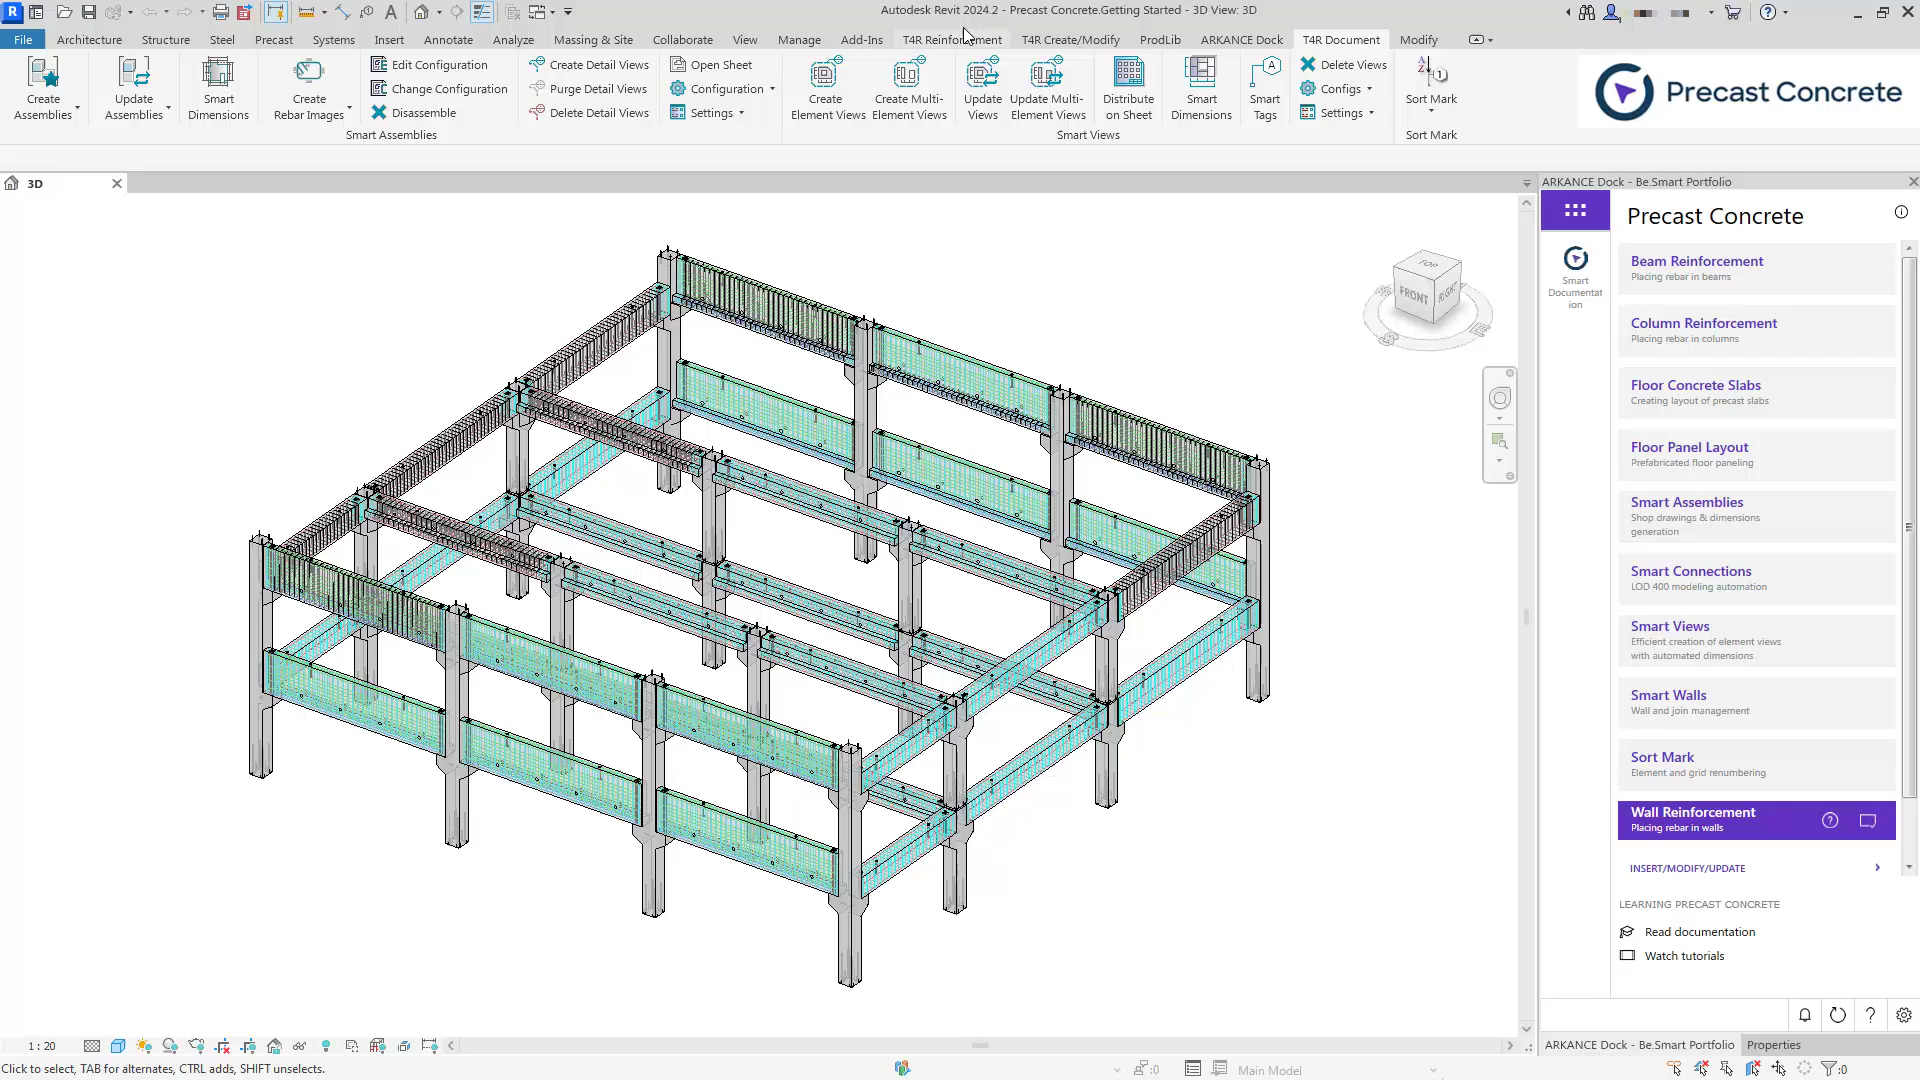 Autodesk Revit 2024.2 - Precast Concrete.Getting Started - 3D View: 3D
File Architecture Structure Steel Precast Systems Insert Annotate Analyze Massing & Site Collaborate View Manage Add-Ins T4R Reinforcement T4R Create/Modify ProdLib ARKANCE Dock T4R Document Modify
Create Assemblies
Update Assemblies
Smart Dimensions
Create Rebar Images
Edit Configuration
Change Configuration
Disassemble
Create Detail Views
Purge Detail Views
Delete Detail Views
Open Sheet
Configuration
Settings
Smart Assemblies
Create Element Views
Create Multi-Element Views
Update Views
Update Multi-Element Views
Distribute on Sheet
Smart Dimensions
Smart Tags
Delete Views
Configs
Settings
Smart Views
Sort Mark
Sort Mark
Precast Concrete
3D
TOP
FRONT
RIGHT
ARKANCE Dock - Be.Smart Portfolio
Smart
Documentat
ion
Precast Concrete
Beam Reinforcement
Placing rebar in beams
Column Reinforcement
Placing rebar in columns
Floor Concrete Slabs
Creating layout of precast slabs
Floor Panel Layout
Prefabricated floor paneling
Smart Assemblies
Shop drawings & dimensions
generation
Smart Connections
LOD 400 modeling automation
Smart Views
Efficient creation of element views
with automated dimensions
Smart Walls
Wall and join management
Sort Mark
Element and grid renumbering
Wall Reinforcement
Placing rebar in walls
INSERT/MODIFY/UPDATE
LEARNING PRECAST CONCRETE
Read documentation
Watch tutorials
1 : 20
ARKANCE Dock - Be.Smart Portfolio Properties
Click to select, TAB for alternates, CTRL adds, SHIFT unselects.
:0
Main Model
:0